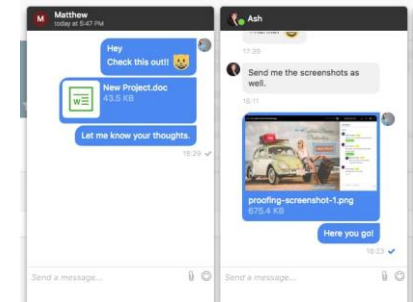 Matthew
today at 5:47 PM
Hey
Check this out!!
New Project.doc
43.5 KB
Let me know your thoughts.
18:29
Send a message...
Ash
17:39
Send me the screenshots as
well.
18:11
proofing-screenshot-1.png
675.4 KB
Here you go!
18:23
Send a message...